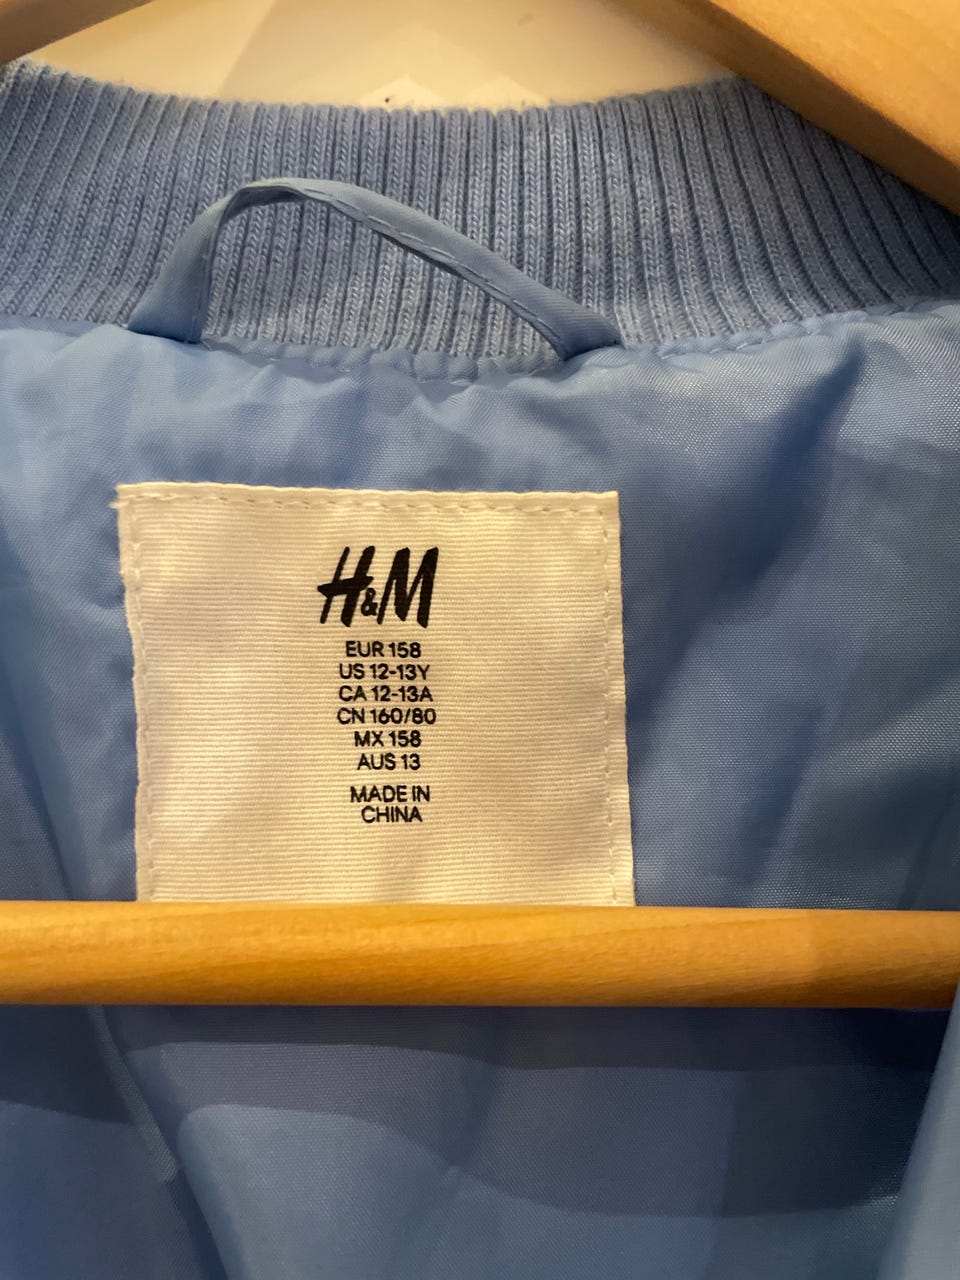 H&M
EUR 158
US 12-13Y
CA 12-13A
CN 160/80
MX 158
AUS 13
MADE IN
CHINA